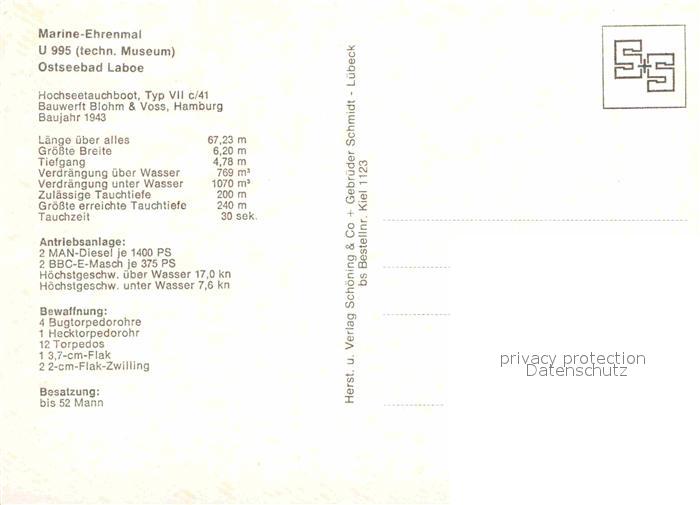 Marine-Ehrenmal
U 995 (techn. Museum)
Ostseebad Laboe
Hochseetauchboot, Typ VII c/41
Bauwerft Blohm & Voss, Hamburg
Baujahr 1943
Länge über alles 67,23 m
Größte Breite 6,20 m
Tiefgang 4,78 m
Verdrängung über Wasser 769 m³
Verdrängung unter Wasser 1070 m³
Zulässige Tauchtiefe 200 m
Größte erreichte Tauchtiefe 240 m
Tauchzeit 30 sek.
Antriebsanlage:
2 MAN-Diesel je 1400 PS
2 BBC-E-Masch je 375 PS
Höchstgeschw. über Wasser 17,0 kn
Höchstgeschw. unter Wasser 7,6 kn
Bewaffnung:
4 Bugtorpedorohre
1 Hecktorpedorohr
12 Torpedos
1 3,7-cm-Flak
2 2-cm-Flak-Zwilling
Besatzung:
bis 52 Mann
Herst. u. Verlag Schöning & Co + Gebrüder Schmidt - Lübeck
bs Bestellnr. Kiel 1123
S+S
privacy protection
Datenschutz